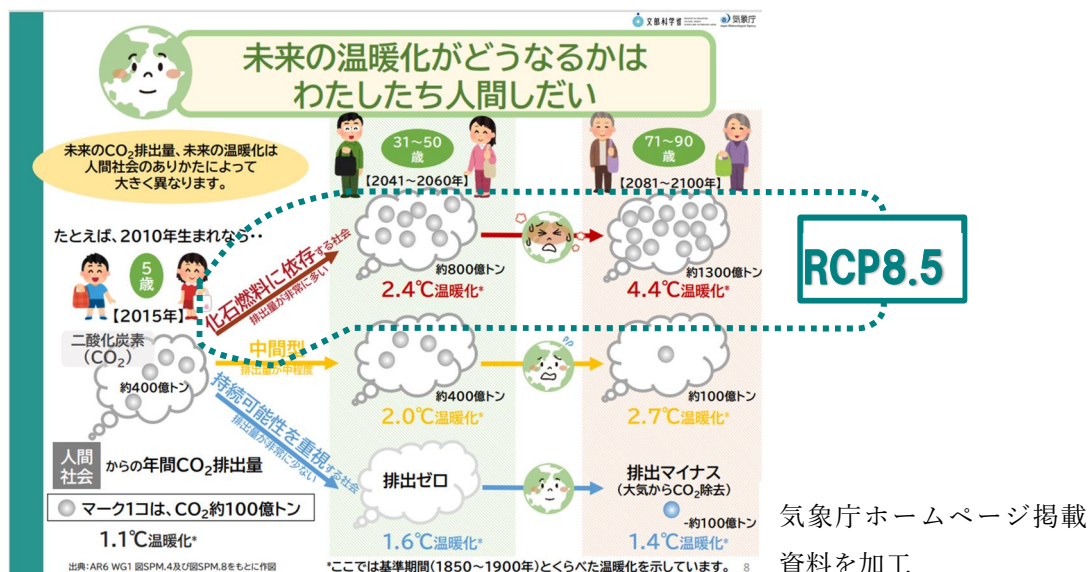 文部科学省
気象庁
未来の温暖化がどうなるかは
わたしたち人間しだい
未来のCO₂排出量、未来の温暖化は
人間社会のありかたによって
大きく異なります。
31~50
歳
【2041~2060年】
71~90
歳
【2081~2100年】
たとえば、2010年生まれなら・・
5
歳
【2015年】
化石燃料に依存する社会
排出量が非常に多い
約800億トン
2.4℃温暖化*
約1300億トン
4.4℃温暖化*
RCP8.5
二酸化炭素
(CO₂)
約400億トン
中間型
排出量が中程度
約400億トン
2.0℃温暖化*
約100億トン
2.7℃温暖化*
持続可能性を重視する社会
排出量が非常に少ない
人間
社会
からの年間CO₂排出量
マーク1コは、CO₂約100億トン
1.1℃温暖化*
排出ゼロ
1.6℃温暖化*
排出マイナス
(大気からCO₂除去)
-約100億トン
1.4℃温暖化*
出典:AR6 WG1 図SPM.4及び図SPM.8をもとに作図
*ここでは基準期間(1850~1900年)とくらべた温暖化を示しています。
8
気象庁ホームページ掲載
資料を加工